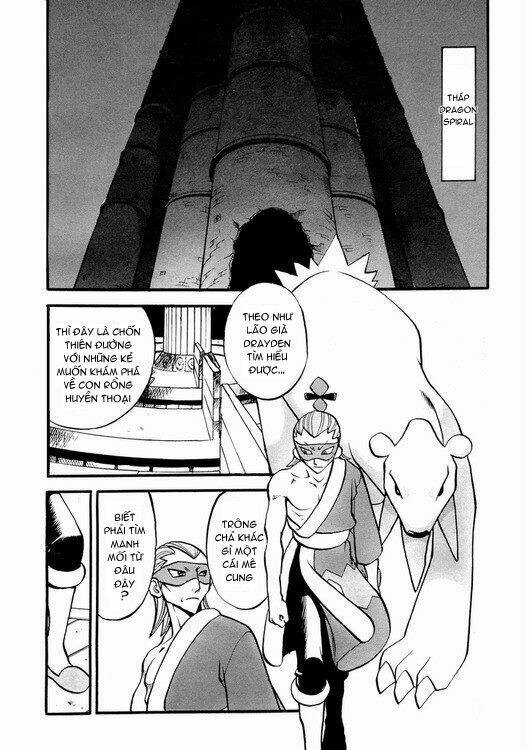 THÁP
DRAGON
SPIRAL
THEO NHƯ
LÃO GIÀ
DRAYDEN
TÌM HIỂU
ĐƯỢC...
THÌ ĐÂY LÀ CHỐN
THIÊN ĐƯỜNG
VỚI NHỮNG KẺ
MUỐN KHÁM PHÁ
VỀ CON RỒNG
HUYỀN THOẠI
TRÔNG
CHẢ KHÁC
GÌ MỘT
CÁI MÊ
CUNG
BIẾT
PHẢI TÌM
MANH
MỐI TỪ
ĐÂU
ĐÂY
?